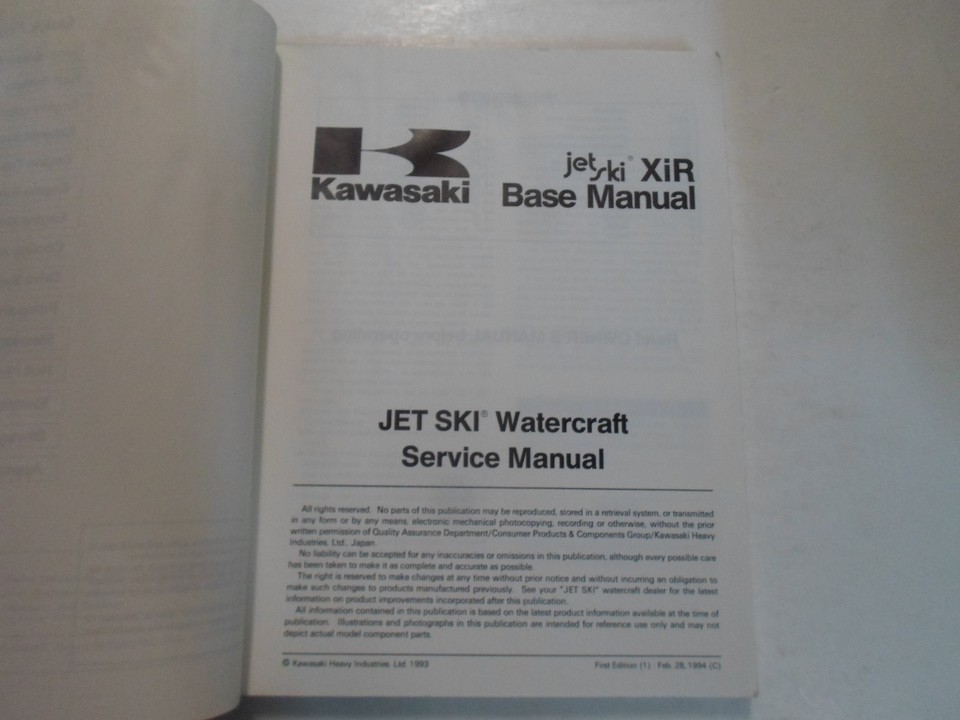 Kawasaki
jet ski® XiR
Base Manual
JET SKI® Watercraft
Service Manual
All rights reserved. No parts of this publication may be reproduced, stored in a retrieval system, or transmitted
in any form or by any means, electronic mechanical photocopying, recording or otherwise, without the prior
written permission of Quality Assurance Department/Consumer Products & Components Group/Kawasaki Heavy
Industries, Ltd., Japan.
No liability can be accepted for any inaccuracies or omissions in this publication, although every possible care
has been taken to make it as complete and accurate as possible.
The right is reserved to make changes at any time without prior notice and without incurring an obligation to
make such changes to products manufactured previously. See your "JET SKI" watercraft dealer for the latest
information on product improvements incorporated after this publication.
All information contained in this publication is based on the latest product information available at the time of
publication. Illustrations and photographs in this publication are intended for reference use only and may not
depict actual model component parts.
© Kawasaki Heavy Industries, Ltd. 1993
First Edition (1) : Feb. 28, 1994 (C)